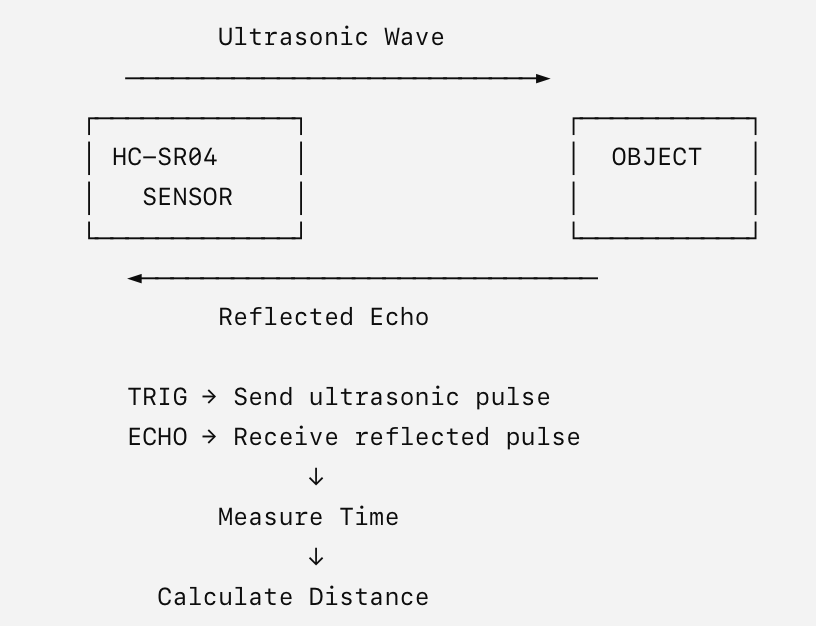 Ultrasonic Wave
HC-SR04
SENSOR
OBJECT
Reflected Echo
TRIG → Send ultrasonic pulse
ECHO → Receive reflected pulse
↓
Measure Time
↓
Calculate Distance